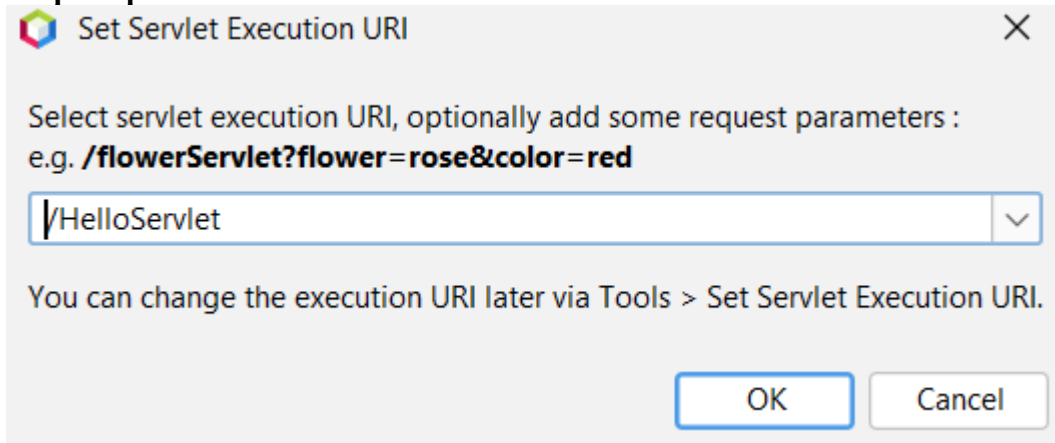 Set Servlet Execution URI
Select servlet execution URI, optionally add some request parameters :
e.g. /flowerServlet?flower=rose&color=red
/HelloServlet
You can change the execution URI later via Tools > Set Servlet Execution URI.
OK Cancel